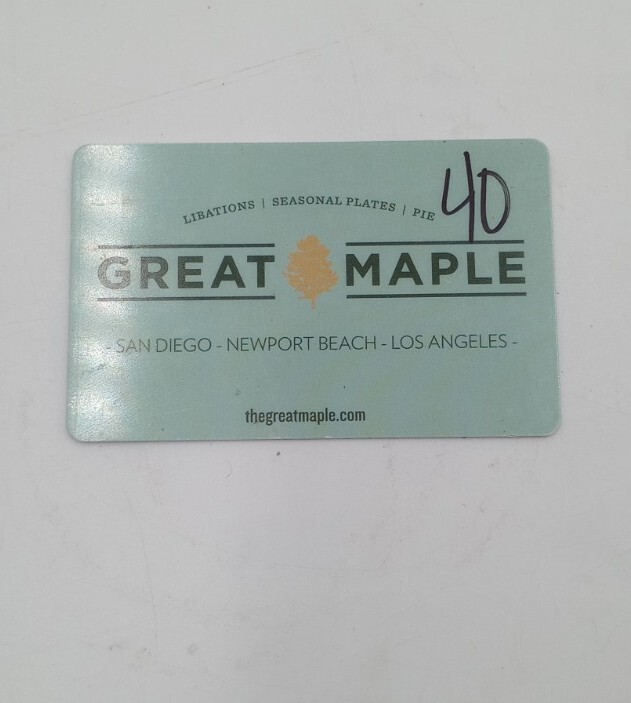 LIBATIONS | SEASONAL PLATES | PIE
40
GREAT MAPLE
- SAN DIEGO - NEWPORT BEACH - LOS ANGELES -
thegreatmaple.com